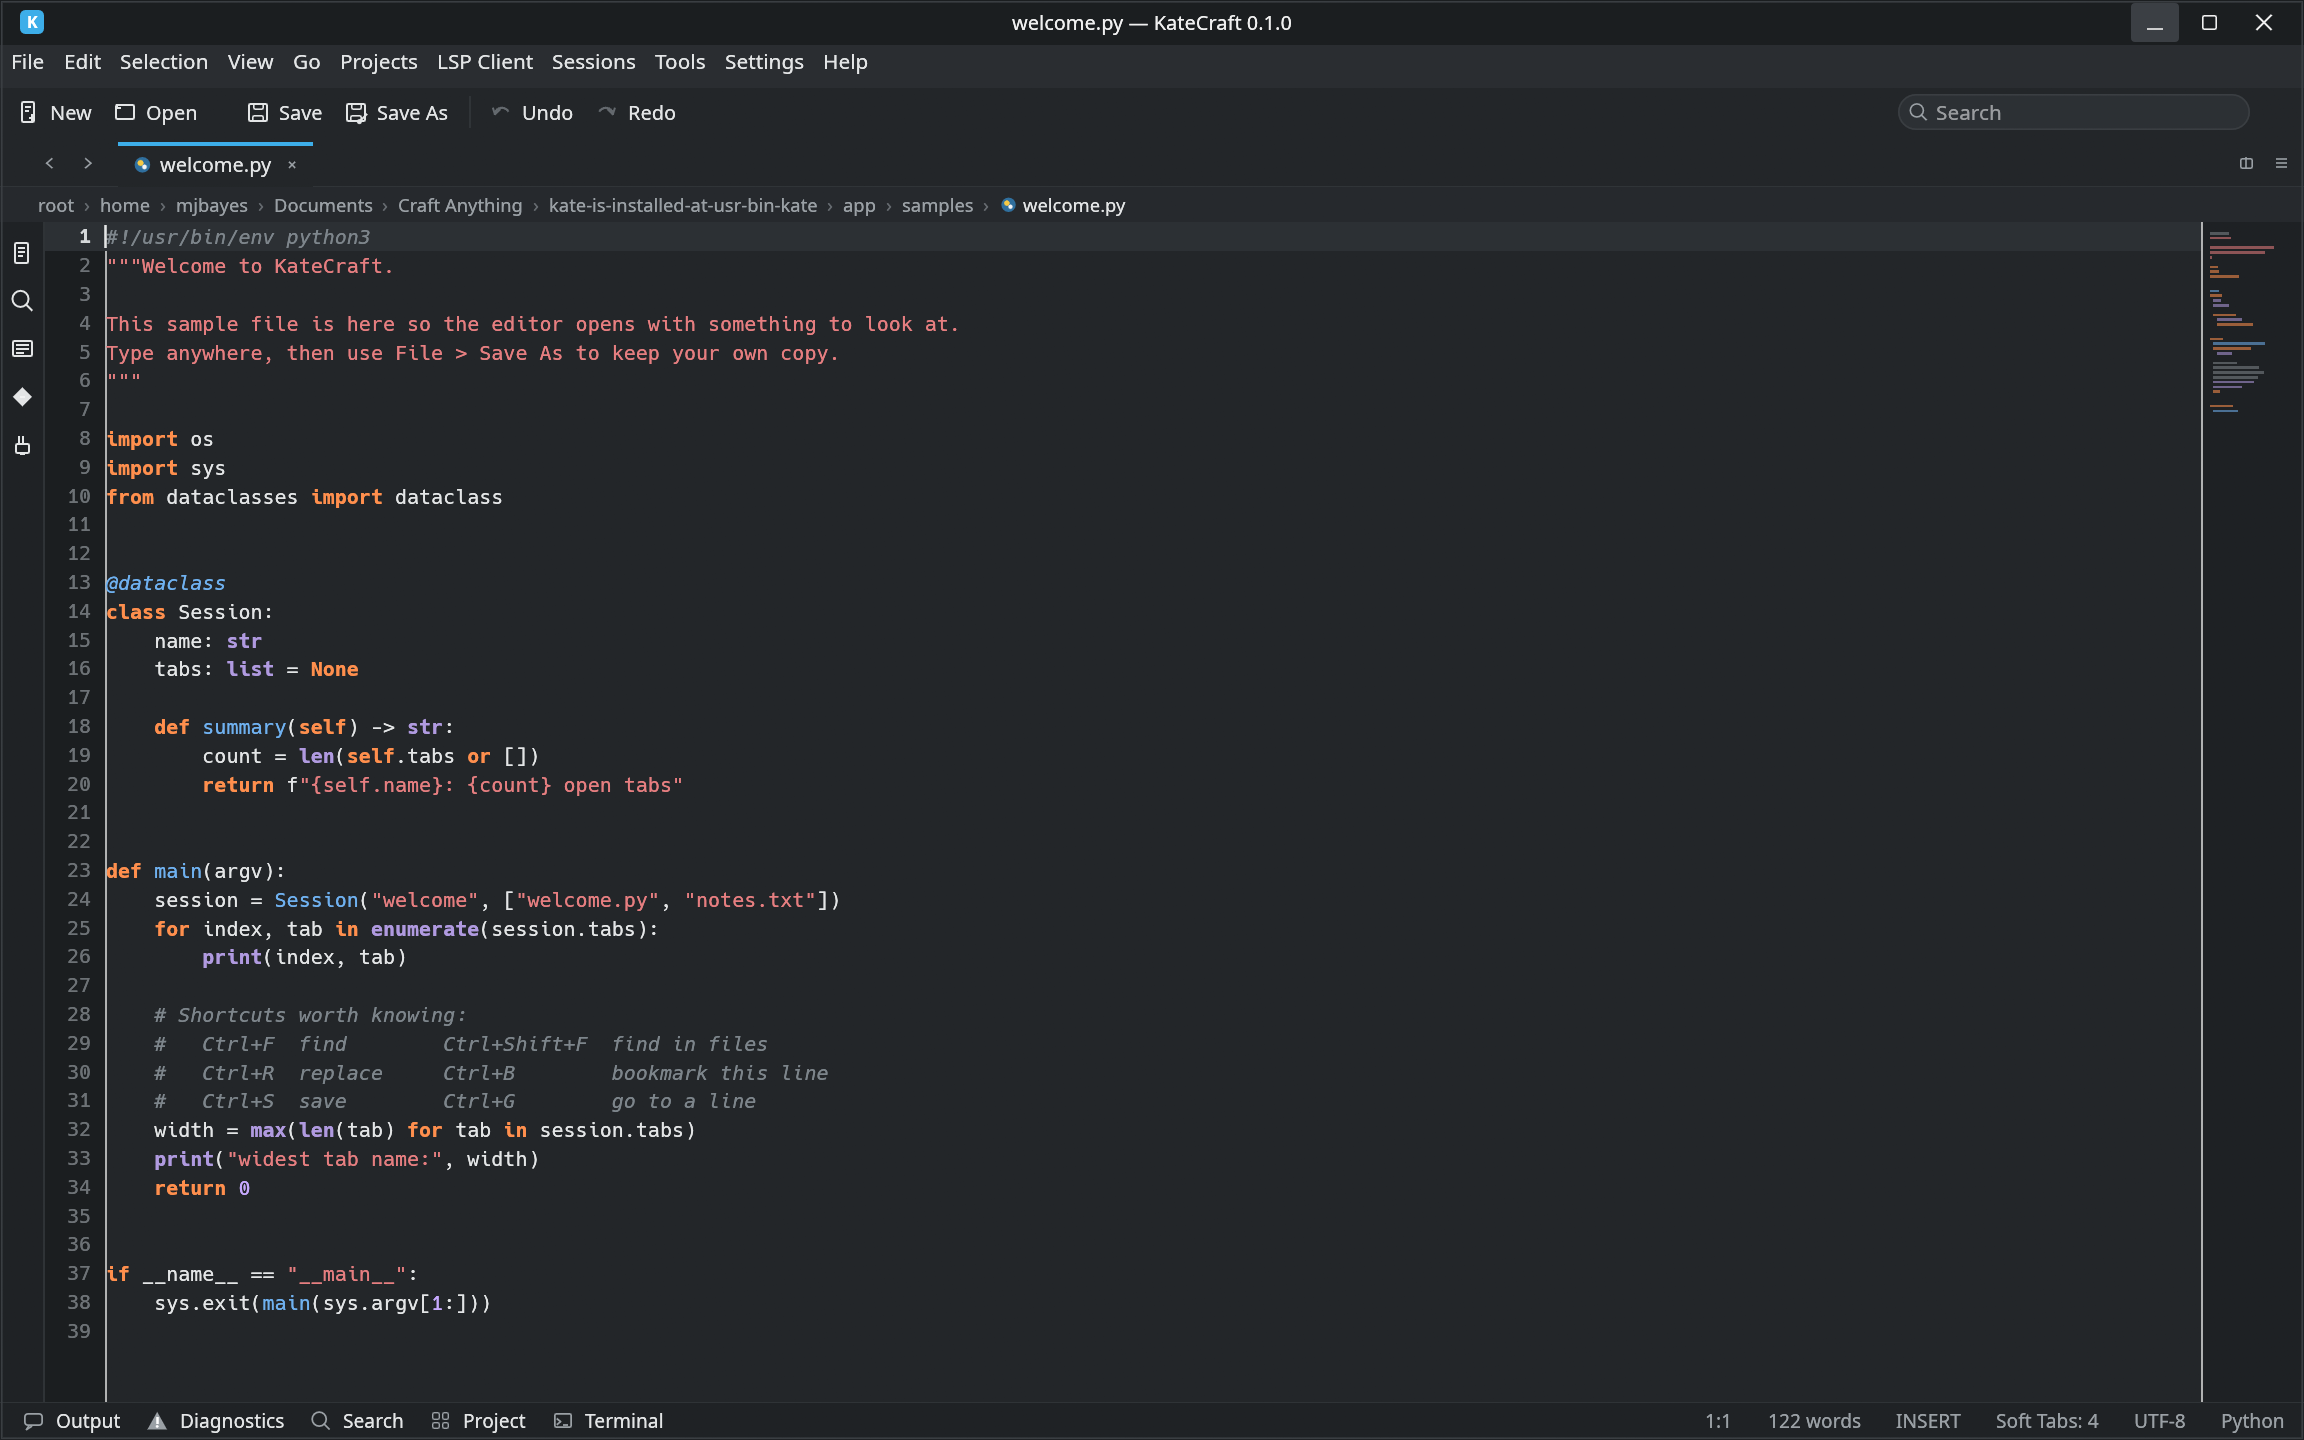 K
welcome.py — KateCraft 0.1.0
File Edit Selection View Go Projects LSP Client Sessions Tools Settings Help
New Open Save Save As Undo Redo Search
welcome.py ×
root › home › mjbayes › Documents › Craft Anything › kate-is-installed-at-usr-bin-kate › app › samples › welcome.py
1 #!/usr/bin/env python3
2 """Welcome to KateCraft.
3
4 This sample file is here so the editor opens with something to look at.
5 Type anywhere, then use File > Save As to keep your own copy.
6 """
7
8 import os
9 import sys
10 from dataclasses import dataclass
11
12
13 @dataclass
14 class Session:
15     name: str
16     tabs: list = None
17
18     def summary(self) -> str:
19         count = len(self.tabs or [])
20         return f"{self.name}: {count} open tabs"
21
22
23 def main(argv):
24     session = Session("welcome", ["welcome.py", "notes.txt"])
25     for index, tab in enumerate(session.tabs):
26         print(index, tab)
27
28     # Shortcuts worth knowing:
29     #   Ctrl+F  find        Ctrl+Shift+F  find in files
30     #   Ctrl+R  replace     Ctrl+B        bookmark this line
31     #   Ctrl+S  save        Ctrl+G        go to a line
32     width = max(len(tab) for tab in session.tabs)
33     print("widest tab name:", width)
34     return 0
35
36
37 if __name__ == "__main__":
38     sys.exit(main(sys.argv[1:]))
39
Output Diagnostics Search Project Terminal 1:1 122 words INSERT Soft Tabs: 4 UTF-8 Python